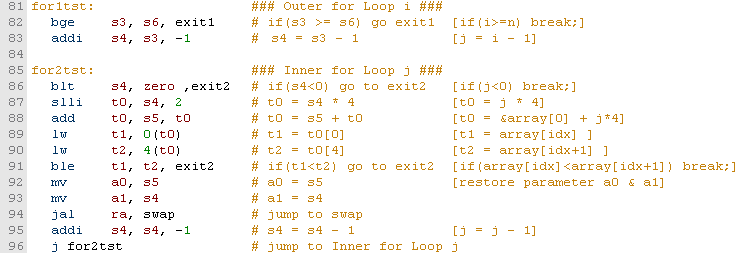 81 for1tst: ### Outer for Loop i ###
82 bge s3, s6, exit1 # if(s3 >= s6) go exit1 [if(i>=n) break;]
83 addi s4, s3, -1 # s4 = s3 - 1 [j = i - 1]
84
85 for2tst: ### Inner for Loop j ###
86 blt s4, zero ,exit2 # if(s4<0) go to exit2 [if(j<0) break;]
87 slli t0, s4, 2 # t0 = s4 * 4 [t0 = j * 4]
88 add t0, s5, t0 # t0 = s5 + t0 [t0 = &array[0] + j*4]
89 lw t1, 0(t0) # t1 = t0[0] [t1 = array[idx] ]
90 lw t2, 4(t0) # t2 = t0[4] [t2 = array[idx+1] ]
91 ble t1, t2, exit2 # if(t1<t2) go to exit2 [if(array[idx]<array[idx+1]) break;]
92 mv a0, s5 # a0 = s5 [restore parameter a0 & a1]
93 mv a1, s4 # a1 = s4
94 jal ra, swap # jump to swap
95 addi s4, s4, -1 # s4 = s4 - 1 [j = j - 1]
96 j for2tst # jump to Inner for Loop j